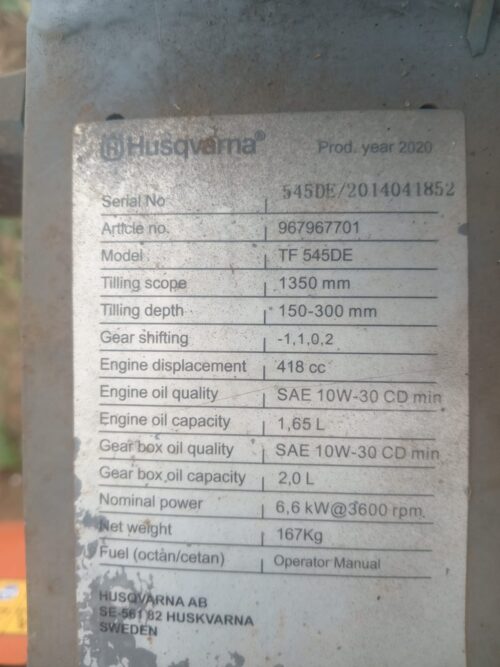 Husqvarna® Prod. year 2020
Serial No 545DE/2014041852
Article no. 967967701
Model TF 545DE
Tilling scope 1350 mm
Tilling depth 150-300 mm
Gear shifting -1,1,0,2
Engine displacement 418 cc
Engine oil quality SAE 10W-30 CD min
Engine oil capacity 1,65 L
Gear box oil quality SAE 10W-30 CD min
Gear box oil capacity 2,0 L
Nominal power 6,6 kW@3600 rpm
Net weight 167Kg
Fuel (octan/cetan) Operator Manual
HUSQVARNA AB
SE-561 82 HUSKVARNA
SWEDEN